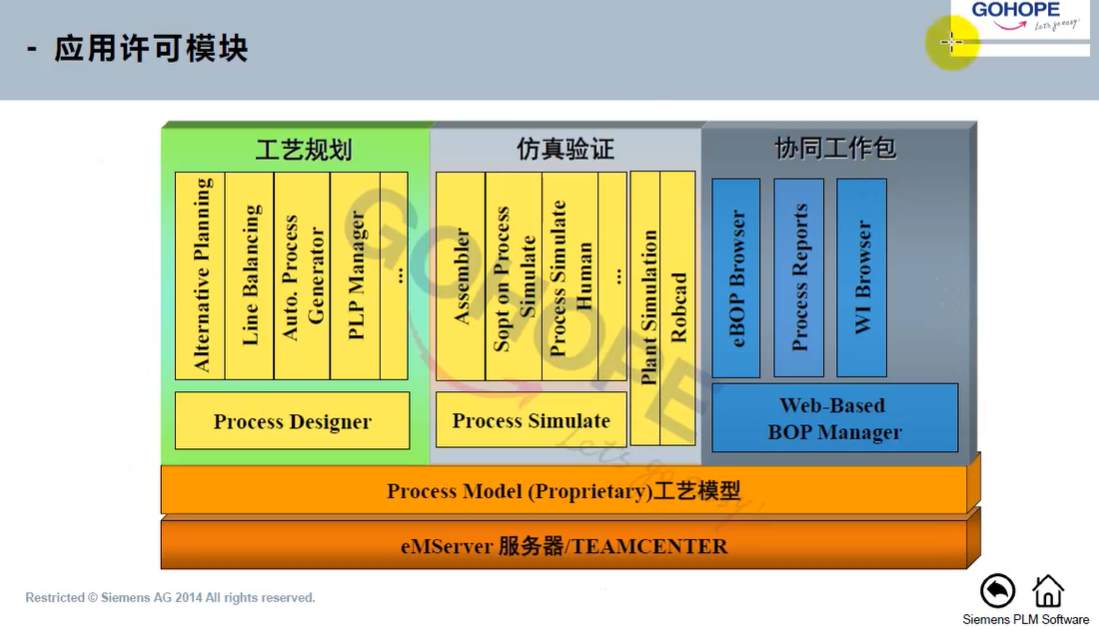 - 应用许可模块
GOHOPE
Let's go easy!
工艺规划
仿真验证
协同工作包
Alternative Planning
Line Balancing
Auto. Process
Generator
PLP Manager
...
Assembler
Sopt on Process
Simulate
Process Simulate
Human
...
Plant Simulation
Robcad
eBOP Browser
Process Reports
WI Browser
Process Designer
Process Simulate
Web-Based
BOP Manager
GOHOPE
Let's go easy!
Process Model (Proprietary)工艺模型
eMServer 服务器/TEAMCENTER
Restricted © Siemens AG 2014 All rights reserved.
Siemens PLM Software